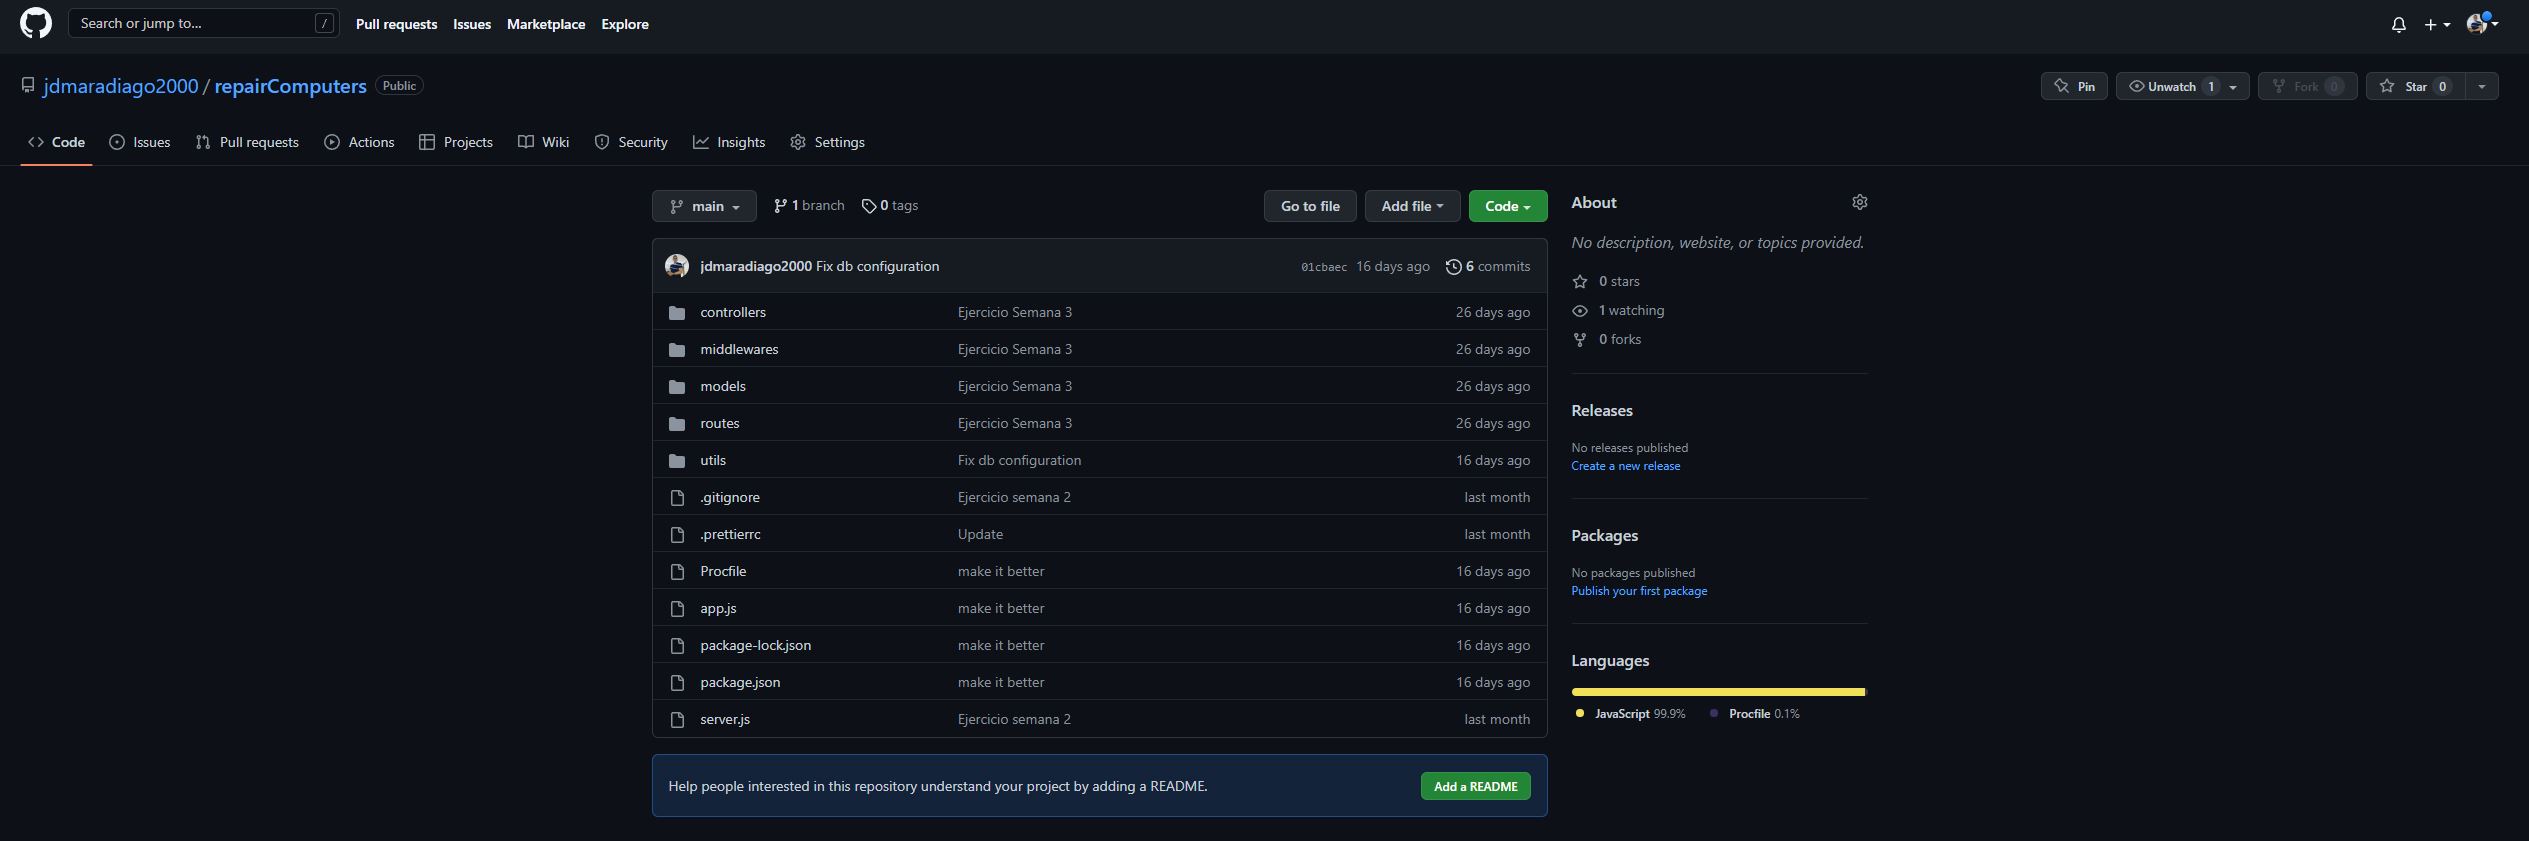 Search or jump to... /
Pull requests Issues Marketplace Explore
jdmaradiago2000 / repairComputers Public
Pin Unwatch 1 Fork 0 Star 0
Code Issues Pull requests Actions Projects Wiki Security Insights Settings
main 1 branch 0 tags Go to file Add file Code
jdmaradiago2000 Fix db configuration 01cbaec 16 days ago 6 commits
controllers Ejercicio Semana 3 26 days ago
middlewares Ejercicio Semana 3 26 days ago
models Ejercicio Semana 3 26 days ago
routes Ejercicio Semana 3 26 days ago
utils Fix db configuration 16 days ago
.gitignore Ejercicio semana 2 last month
.prettierrc Update last month
Procfile make it better 16 days ago
app.js make it better 16 days ago
package-lock.json make it better 16 days ago
package.json make it better 16 days ago
server.js Ejercicio semana 2 last month
Help people interested in this repository understand your project by adding a README. Add a README
About
No description, website, or topics provided.
0 stars
1 watching
0 forks
Releases
No releases published
Create a new release
Packages
No packages published
Publish your first package
Languages
JavaScript 99.9% Procfile 0.1%